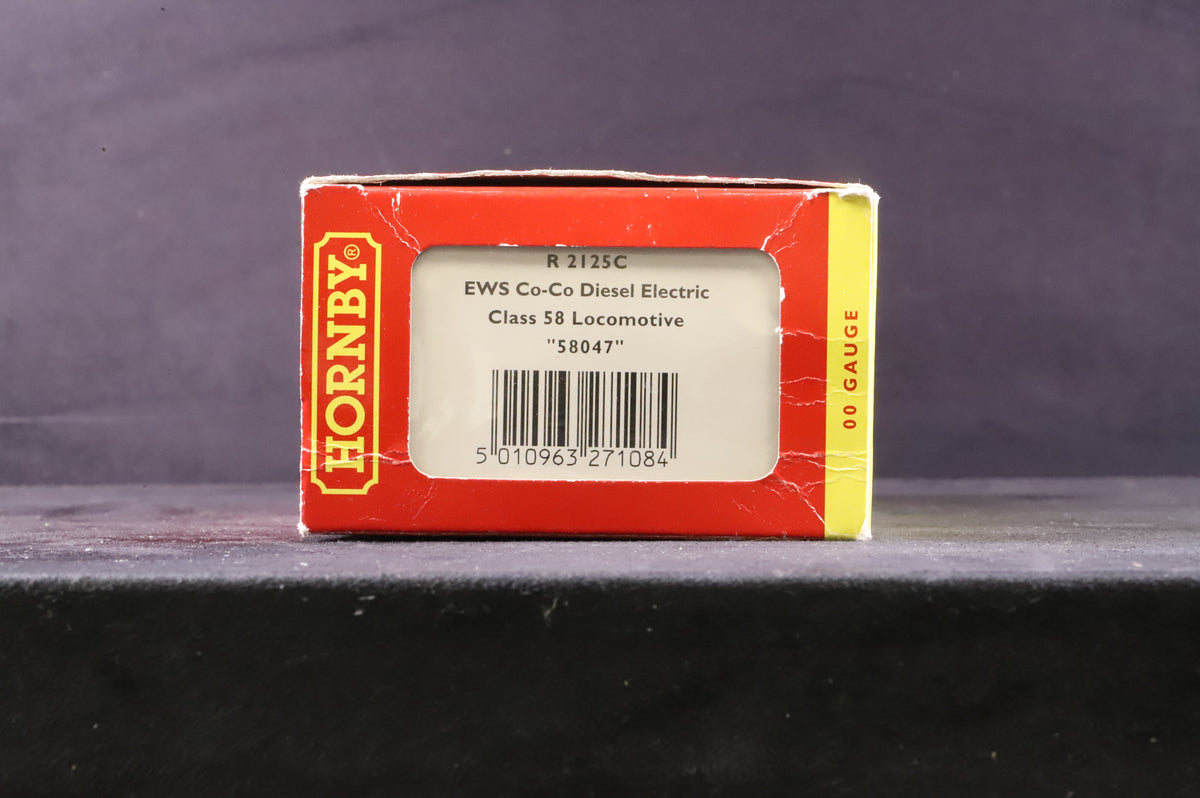 HORNBY®
R 2125C
EWS Co-Co Diesel Electric
Class 58 Locomotive
"58047"
5 010963 271084
00 GAUGE